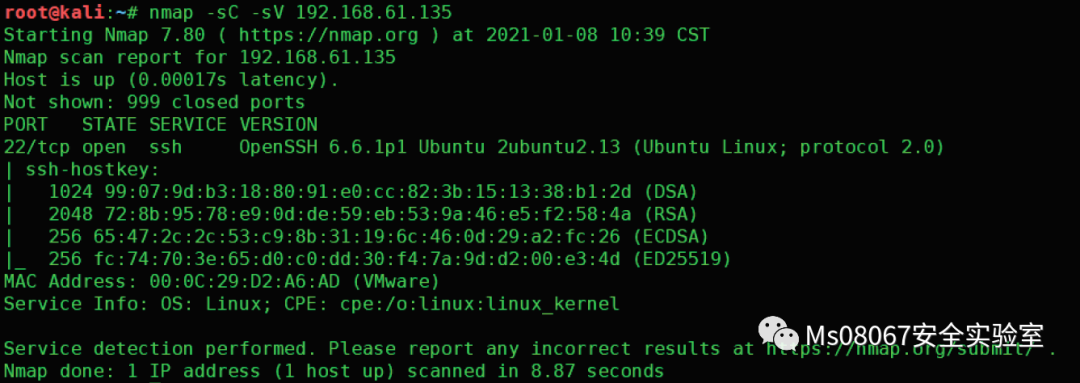 root@kali:~# nmap -sC -sV 192.168.61.135
Starting Nmap 7.80 ( https://nmap.org ) at 2021-01-08 10:39 CST
Nmap scan report for 192.168.61.135
Host is up (0.00017s latency).
Not shown: 999 closed ports
PORT   STATE SERVICE VERSION
22/tcp open  ssh     OpenSSH 6.6.1p1 Ubuntu 2ubuntu2.13 (Ubuntu Linux; protocol 2.0)
| ssh-hostkey:
|   1024 99:07:9d:b3:18:80:91:e0:cc:82:3b:15:13:38:b1:2d (DSA)
|   2048 72:8b:95:78:e9:0d:de:59:eb:53:9a:46:e5:f2:58:4a (RSA)
|   256 65:47:2c:2c:53:c9:8b:31:19:6c:46:0d:29:a2:fc:26 (ECDSA)
|_  256 fc:74:70:3e:65:d0:c0:dd:30:f4:7a:9d:d2:00:e3:4d (ED25519)
MAC Address: 00:0C:29:D2:A6:AD (VMware)
Service Info: OS: Linux; CPE: cpe:/o:linux:linux_kernel
Ms08067安全实验室
Service detection performed. Please report any incorrect results at https://nmap.org/submit/ .
Nmap done: 1 IP address (1 host up) scanned in 8.87 seconds